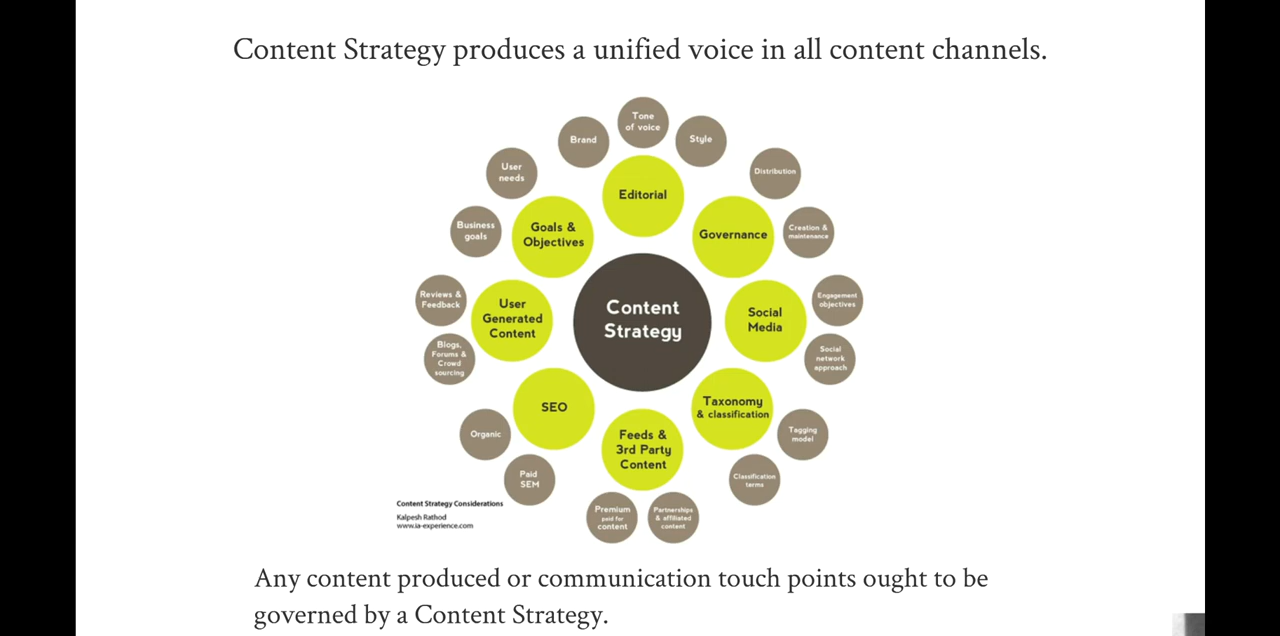 Content Strategy produces a unified voice in all content channels.
Tone
of voice
Brand
Style
User
needs
Distribution
Editorial
Business
goals
Goals &
Objectives
Governance
Creation &
maintenance
Content
Strategy
Reviews &
Feedback
User
Generated
Content
Social
Media
Engagement
objectives
Blogs,
Forums &
Crowd
sourcing
Social
network
approach
SEO
Taxonomy
& classification
Organic
Feeds &
3rd Party
Content
Tagging
model
Paid
SEM
Classification
terms
Premium
paid for
content
Partnerships
& affiliated
content
Content Strategy Considerations
Kalpesh Rathod
www.ia-experience.com
Any content produced or communication touch points ought to be
governed by a Content Strategy.